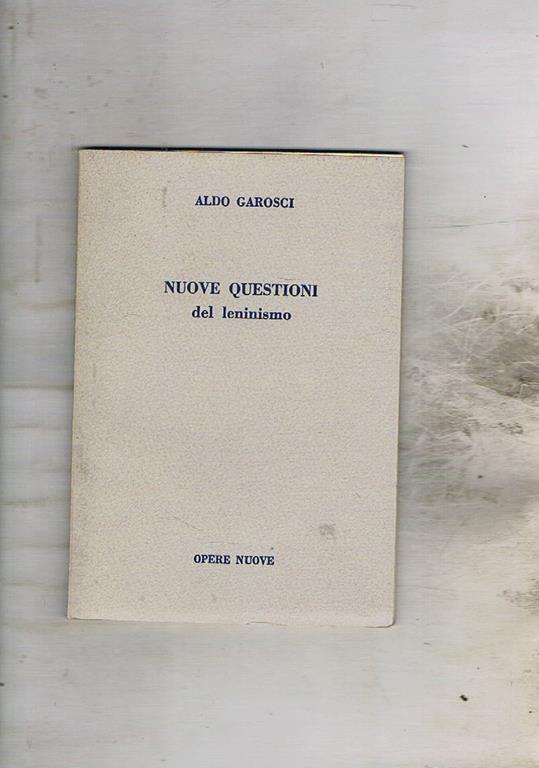 ALDO GAROSCI
NUOVE QUESTIONI
del leninismo
OPERE NUOVE